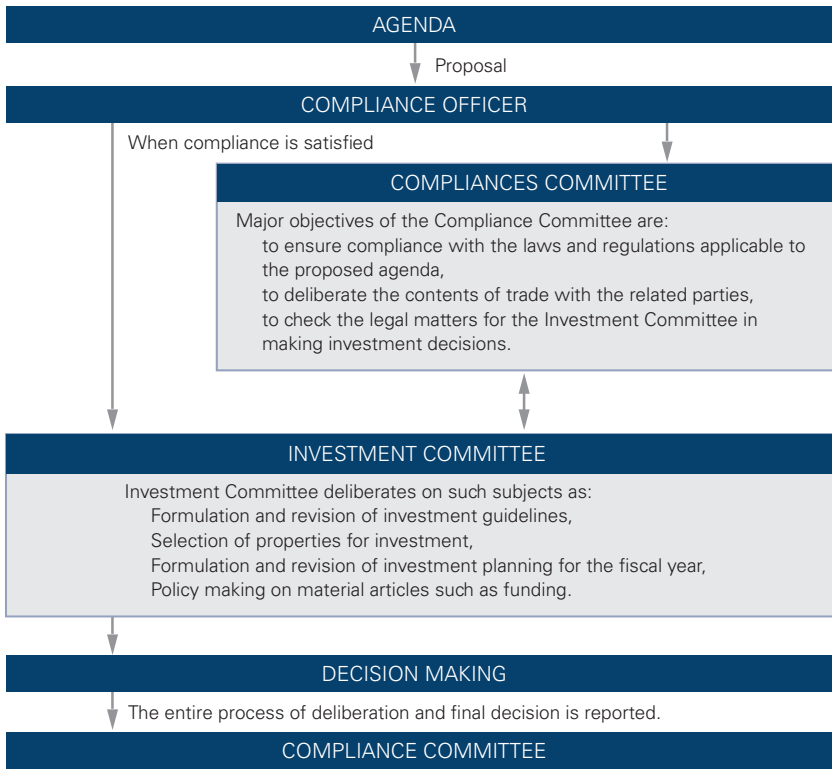 AGENDA
Proposal
COMPLIANCE OFFICER
When compliance is satisfied
COMPLIANCES COMMITTEE
Major objectives of the Compliance Committee are:
to ensure compliance with the laws and regulations applicable to
the proposed agenda,
to deliberate the contents of trade with the related parties,
to check the legal matters for the Investment Committee in
making investment decisions.
INVESTMENT COMMITTEE
Investment Committee deliberates on such subjects as:
Formulation and revision of investment guidelines,
Selection of properties for investment,
Formulation and revision of investment planning for the fiscal year,
Policy making on material articles such as funding.
DECISION MAKING
The entire process of deliberation and final decision is reported.
COMPLIANCE COMMITTEE